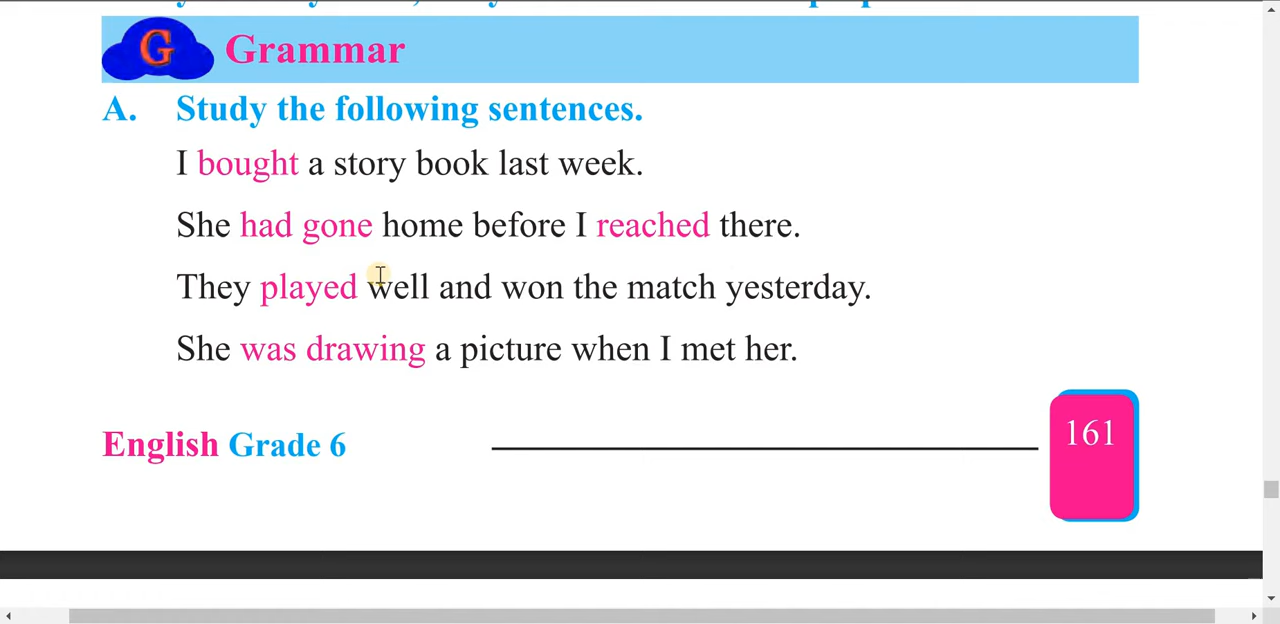 G Grammar
A. Study the following sentences.
I bought a story book last week.
She had gone home before I reached there.
They played well and won the match yesterday.
She was drawing a picture when I met her.
English Grade 6
161